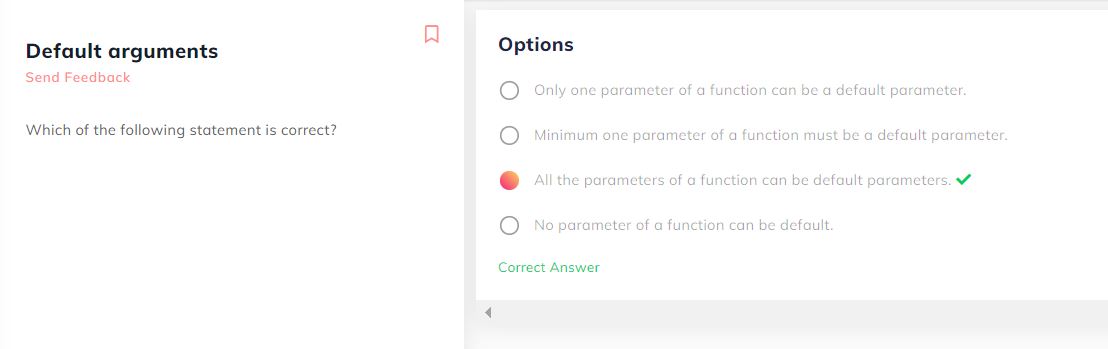 Default arguments
Send Feedback
Which of the following statement is correct?
Options
Only one parameter of a function can be a default parameter.
Minimum one parameter of a function must be a default parameter.
All the parameters of a function can be default parameters.
No parameter of a function can be default.
Correct Answer